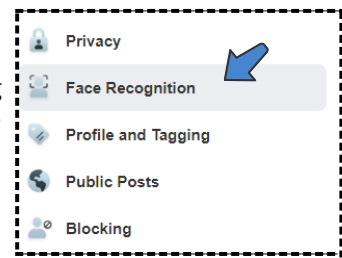 Privacy
Face Recognition
Profile and Tagging
Public Posts
Blocking